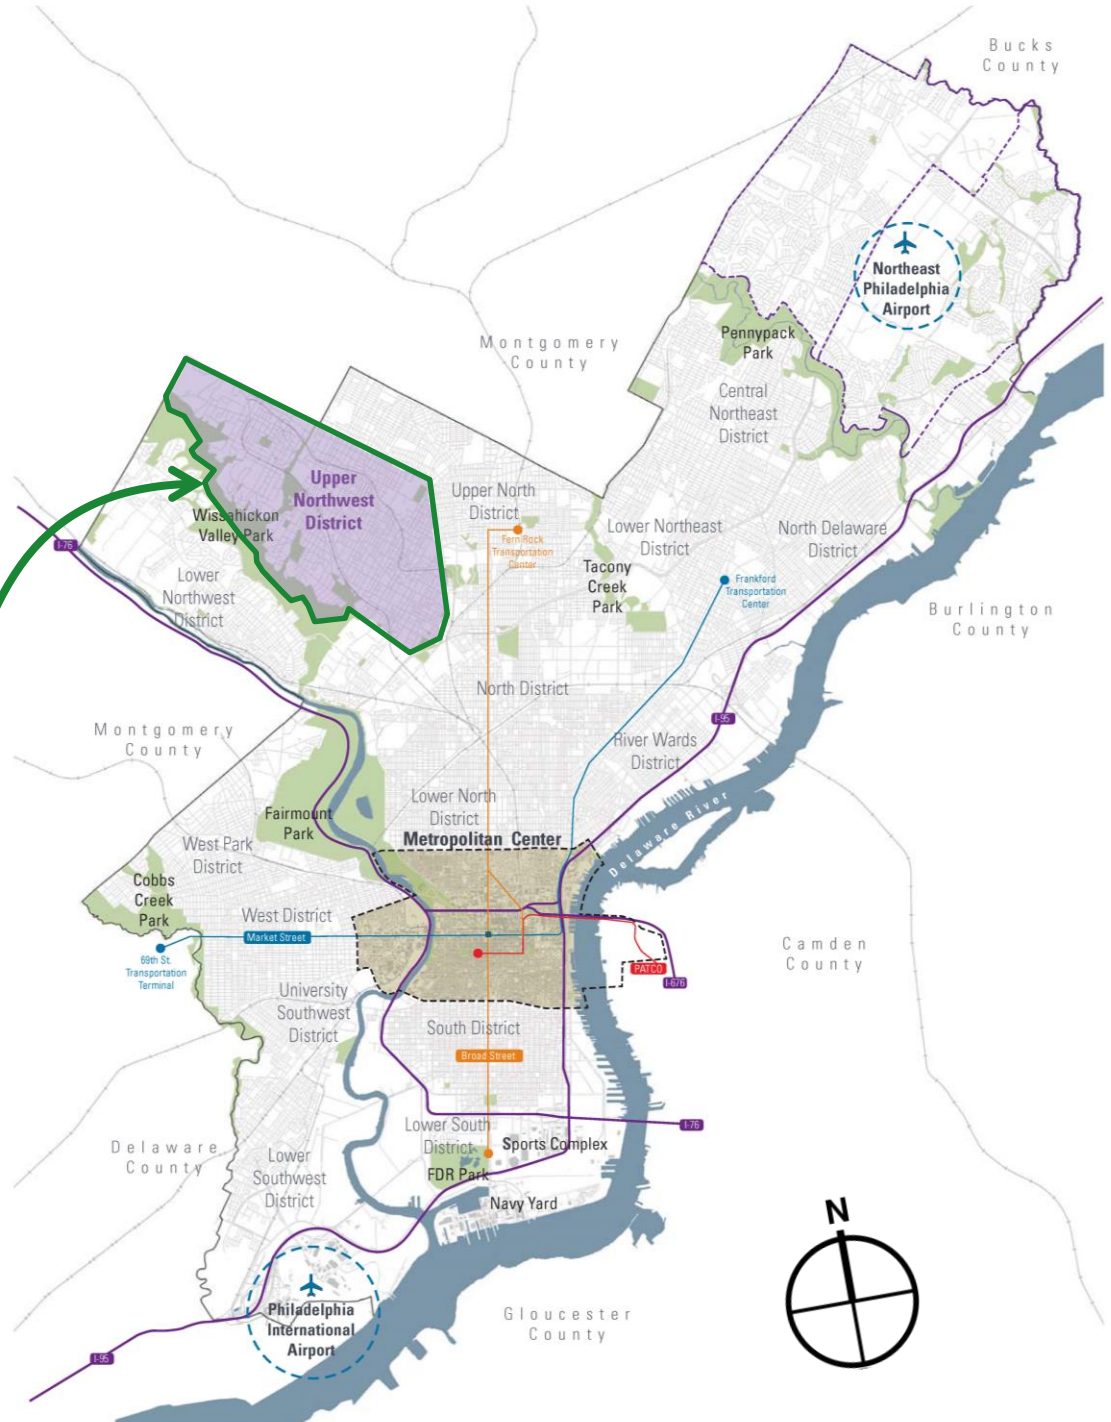 Bucks
County
Northeast
Philadelphia
Airport
Montgomery
County
Pennypack
Park
Central
Northeast
District
Upper
Northwest
District
Upper North
District
Fern Rock
Transportation
Center
Lower Northeast
District
North Delaware
District
Wissahickon
Valley Park
I-76
Lower
Northwest
District
Tacony
Creek
Park
Frankford
Transportation
Center
Burlington
County
North District
Montgomery
County
I-95
River Wards
District
Lower North
District
Fairmount
Park
Metropolitan Center
Delaware River
West Park
District
Cobbs
Creek
Park
West District
Market Street
69th St.
Transportation
Terminal
Camden
County
PATCO
I-676
University
Southwest
District
South District
Broad Street
I-76
Lower South
District
Sports Complex
Delaware
County
Lower
Southwest
District
FDR Park
Navy Yard
N
Philadelphia
International
Airport
Gloucester
County
I-95